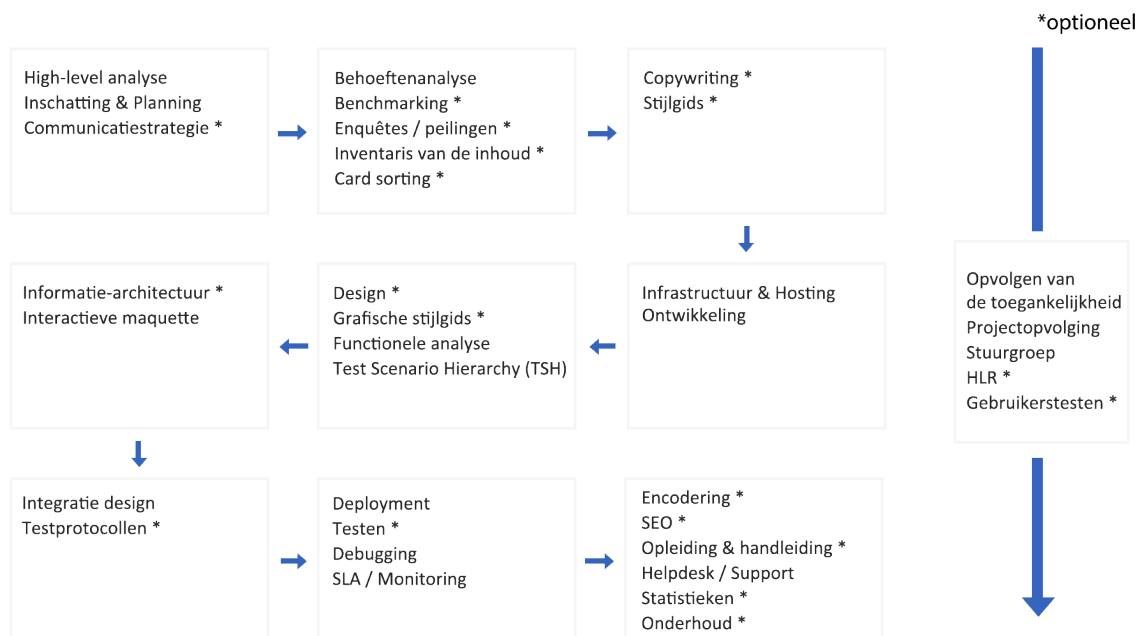 *optioneel
High-level analyse
Inschatting & Planning
Communicatiestrategie *
Behoeftenanalyse
Benchmarking *
Enquêtes / peilingen *
Inventaris van de inhoud *
Card sorting *
Copywriting *
Stijlgids *
Informatie-architectuur *
Interactieve maquette
Design *
Grafische stijlgids *
Functionele analyse
Test Scenario Hierarchy (TSH)
Infrastructuur & Hosting
Ontwikkeling
Opvolgen van
de toegankelijkheid
Projectopvolging
Stuurgroep
HLR *
Gebruikerstesten *
Integratie design
Testprotocollen *
Deployment
Testen *
Debugging
SLA / Monitoring
Encodering *
SEO *
Opleiding & handleiding *
Helpdesk / Support
Statistieken *
Onderhoud *